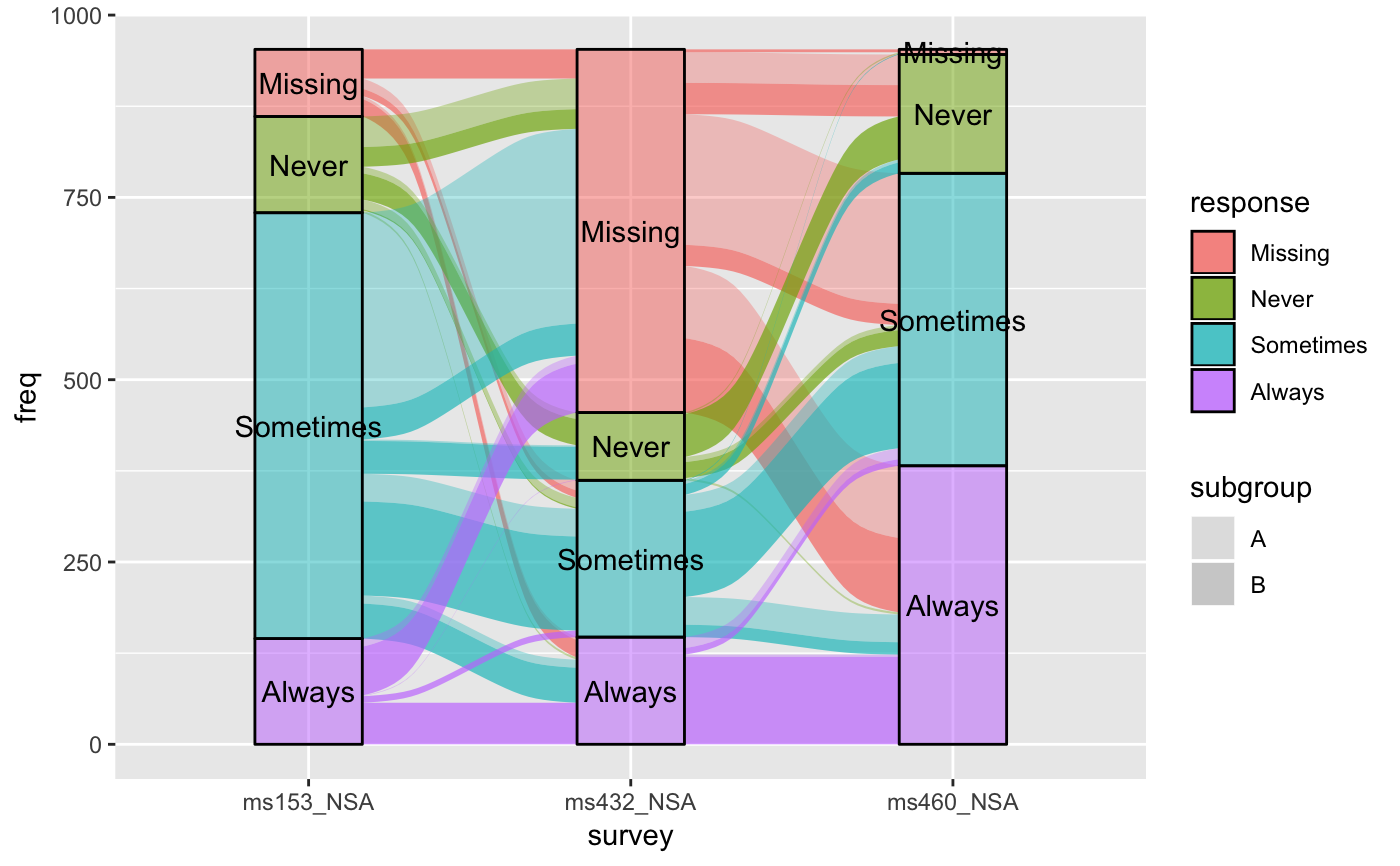 1000
750
500
250
0
freq
Missing
Never
Sometimes
Always
Missing
Never
Sometimes
Always
Missing
Never
Sometimes
Always
ms153_NSA
ms432_NSA
ms460_NSA
survey
response
Missing
Never
Sometimes
Always
subgroup
A
B